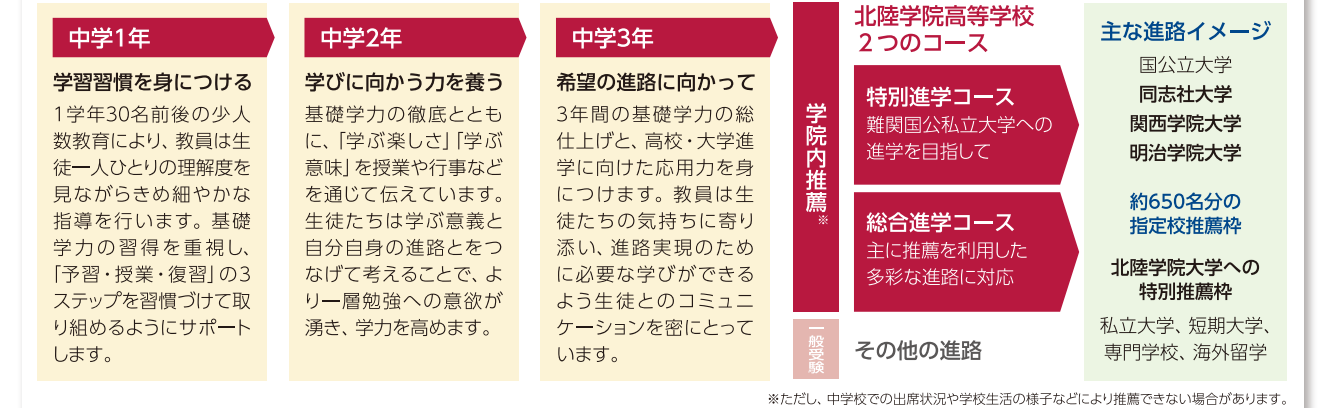 中学1年
学習習慣を身につける
1学年30名前後の少人
数教育により、教員は生
徒一人ひとりの理解度を
見ながらきめ細やかな
指導を行います。基礎
学力の習得を重視し、
「予習・授業・復習」の3
ステップを習慣づけて取
り組めるようにサポート
します。
中学2年
学びに向かう力を養う
基礎学力の徹底ととも
に、「学ぶ楽しさ」「学ぶ
意味」を授業や行事など
を通じて伝えています。
生徒たちは学ぶ意義と
自分自身の進路とをつ
なげて考えることで、よ
り一層勉強への意欲が
湧き、学力を高めます。
中学3年
希望の進路に向かって
3年間の基礎学力の総
仕上げと、高校・大学進
学に向けた応用力を身
につけます。教員は生
徒たちの気持ちに寄り
添い、進路実現のため
に必要な学びができる
よう生徒とのコミュニ
ケーションを密にとって
います。
学院内推薦※
一般受験
北陸学院高等学校
2つのコース
特別進学コース
難関国公私立大学への
進学を目指して
総合進学コース
主に推薦を利用した
多彩な進路に対応
その他の進路
主な進路イメージ
国公立大学
同志社大学
関西学院大学
明治学院大学
約650名分の
指定校推薦枠
北陸学院大学への
特別推薦枠
私立大学、短期大学、
専門学校、海外留学
※ただし、中学校での出席状況や学校生活の様子などにより推薦できない場合があります。